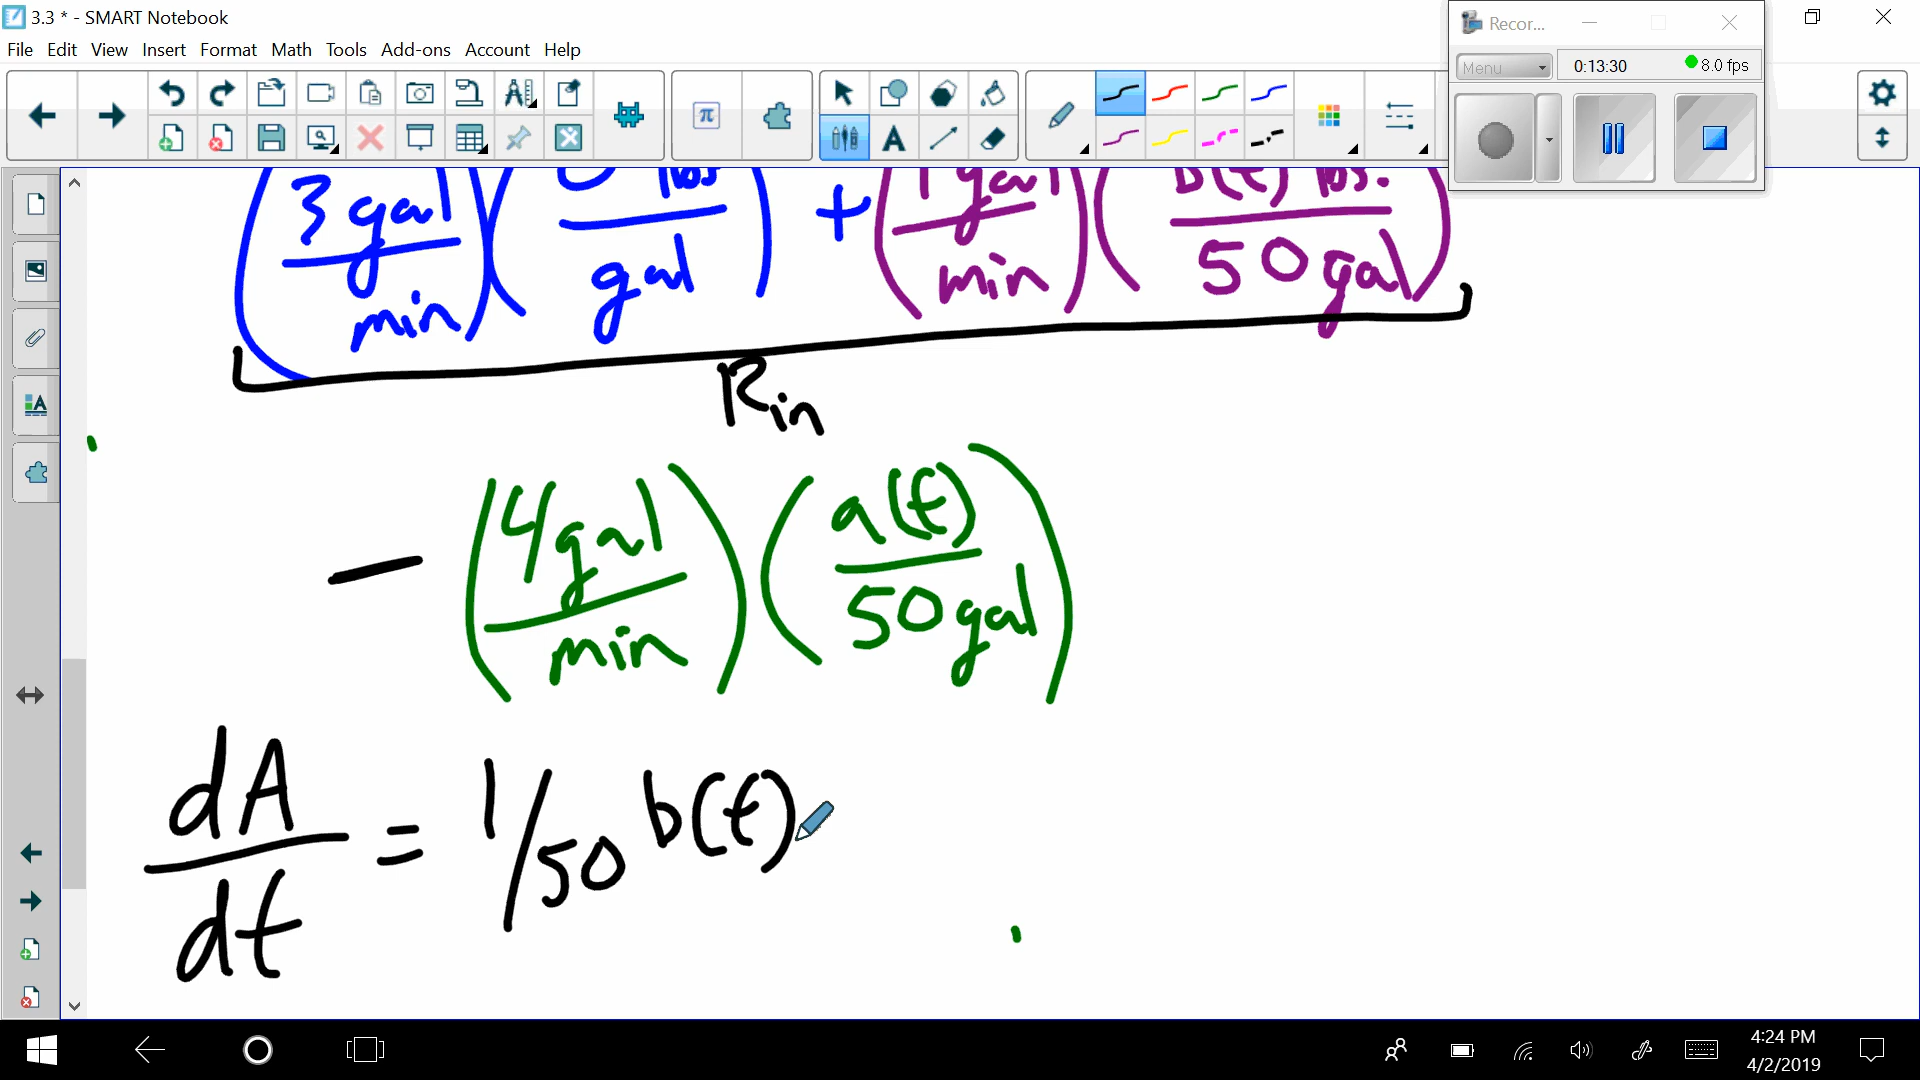 3.3 * - SMART Notebook
File Edit View Insert Format Math Tools Add-ons Account Help
Recor...
Menu 0:13:30 8.0 fps
π
A
A
(3 gal/min)( lbs/gal) + (1 gal/min)(b(t) lbs./50 gal)
Rin
− (4 gal/min)(a(t)/50 gal)
dA/dt = 1/50 b(t)
4:24 PM
4/2/2019